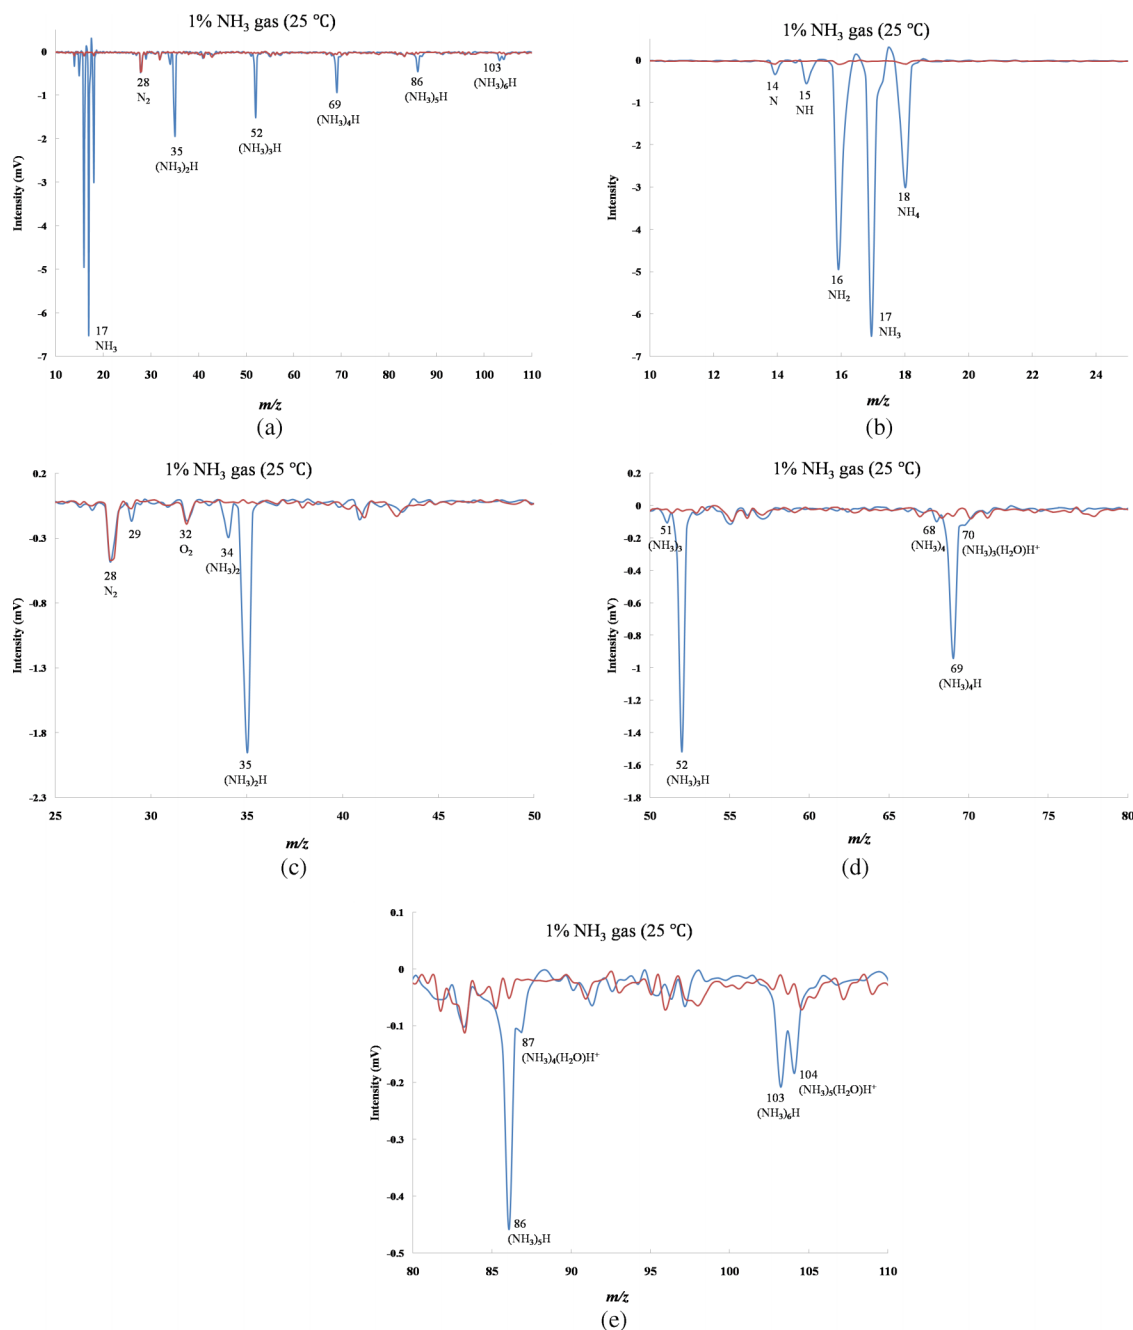 1% NH₃ gas (25 ℃)
0
-1
-2
-3
-4
-5
-6
-7
Intensity (mV)
28
N₂
35
(NH₃)₂H
52
(NH₃)₃H
69
(NH₃)₄H
86
(NH₃)₅H
103
(NH₃)₆H
17
NH₃
10 20 30 40 50 60 70 80 90 100 110
m/z
(a)
1% NH₃ gas (25 ℃)
0
-1
-2
-3
-4
-5
-6
-7
Intensity
14
N
15
NH
16
NH₂
17
NH₃
18
NH₄
10 12 14 16 18 20 22 24
m/z
(b)
1% NH₃ gas (25 ℃)
0.2
-0.3
-0.8
-1.3
-1.8
-2.3
Intensity (mV)
28
N₂
29
32
O₂
34
(NH₃)₂
35
(NH₃)₂H
25 30 35 40 45 50
m/z
(c)
1% NH₃ gas (25 ℃)
0.2
0
-0.2
-0.4
-0.6
-0.8
-1
-1.2
-1.4
-1.6
-1.8
Intensity (mV)
51
(NH₃)₃
52
(NH₃)₃H
68
(NH₃)₄
70
(NH₃)₃(H₂O)H⁺
69
(NH₃)₄H
50 55 60 65 70 75 80
m/z
(d)
1% NH₃ gas (25 ℃)
0.1
0
-0.1
-0.2
-0.3
-0.4
-0.5
Intensity (mV)
87
(NH₃)₄(H₂O)H⁺
86
(NH₃)₅H
103
(NH₃)₆H
104
(NH₃)₅(H₂O)H⁺
80 85 90 95 100 105 110
m/z
(e)